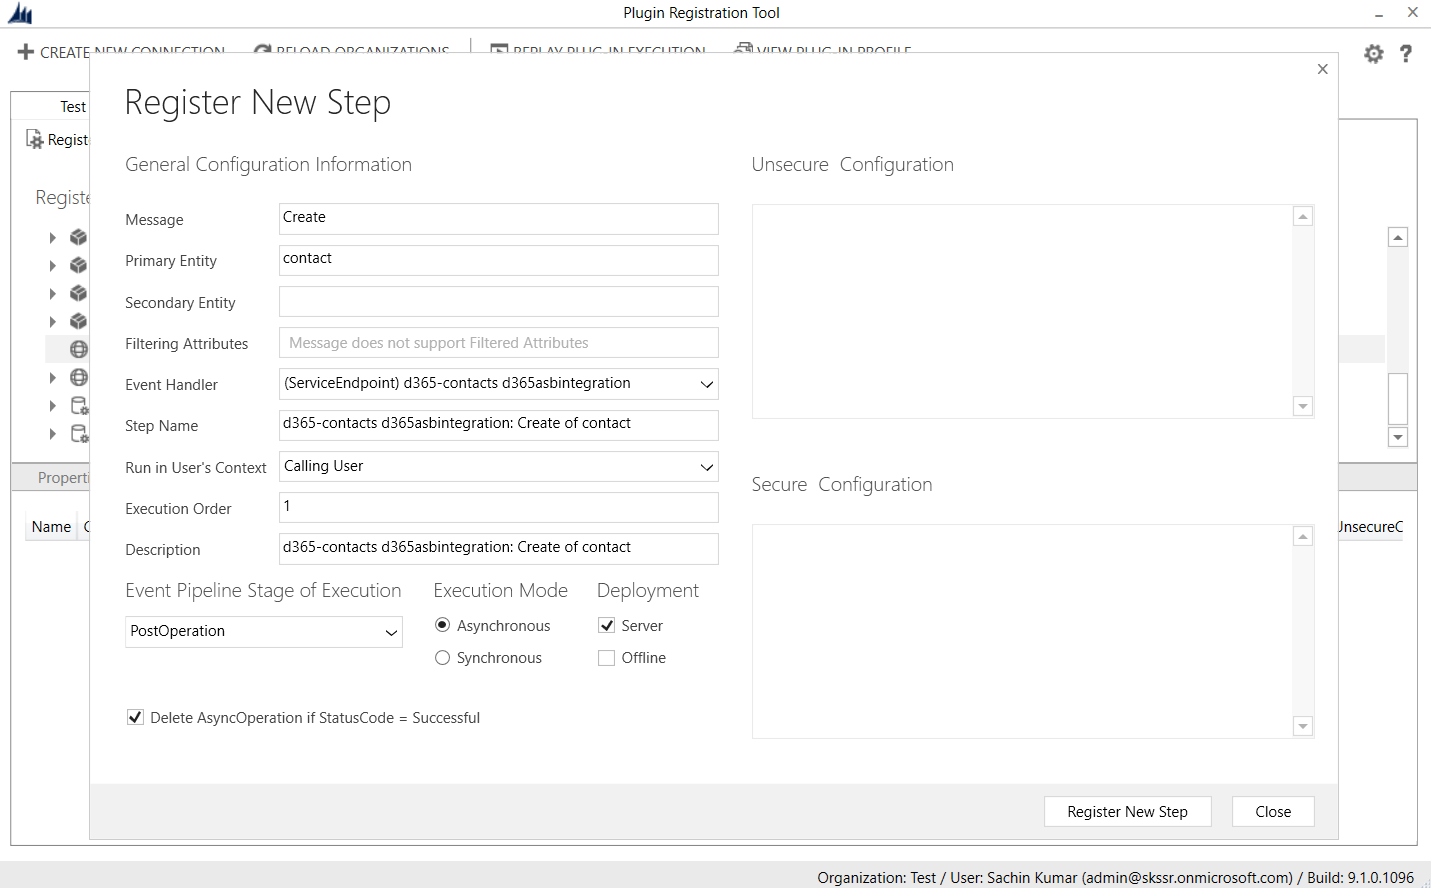 Plugin Registration Tool
CREATE NEW CONNECTION RELOAD ORGANIZATIONS REPLAY PLUG-IN EXECUTION VIEW PLUG-IN PROFILE
Test
Registe
Registe
Properti
Name
UnsecureC
Register New Step
General Configuration Information
Message Create
Primary Entity contact
Secondary Entity
Filtering Attributes Message does not support Filtered Attributes
Event Handler (ServiceEndpoint) d365-contacts d365asbintegration
Step Name d365-contacts d365asbintegration: Create of contact
Run in User's Context Calling User
Execution Order 1
Description d365-contacts d365asbintegration: Create of contact
Event Pipeline Stage of Execution Execution Mode Deployment
PostOperation Asynchronous Server
Synchronous Offline
Delete AsyncOperation if StatusCode = Successful
Unsecure Configuration
Secure Configuration
Register New Step Close
Organization: Test / User: Sachin Kumar (admin@skssr.onmicrosoft.com) / Build: 9.1.0.1096